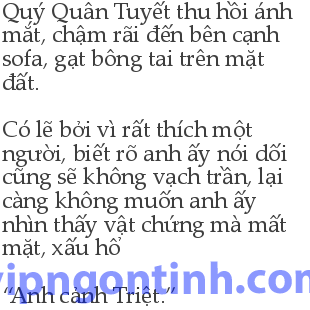 Quý Quân Tuyết thu hồi ánh
mắt, chậm rãi đến bên cạnh
sofa, gạt bông tai trên mặt
đất.
Có lẽ bởi vì rất thích một
người, biết rõ anh ấy nói dối
cũng sẽ không vạch trần, lại
càng không muốn anh ấy
nhìn thấy vật chứng mà mất
mặt, xấu hổ
vipngontinh.com
“Anh cảnh Triệt.”